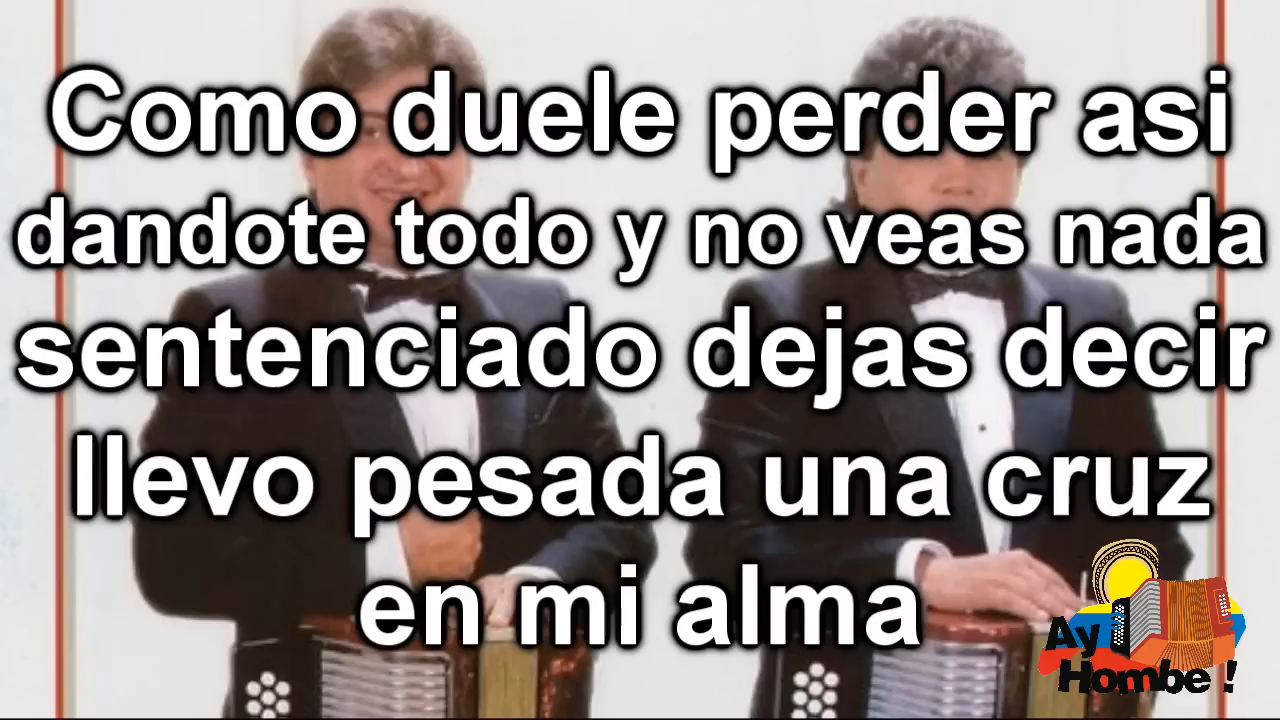 Como duele perder asi
dandote todo y no veas nada
sentenciado dejas decir
llevo pesada una cruz
en mi alma
Ay
Hombe !